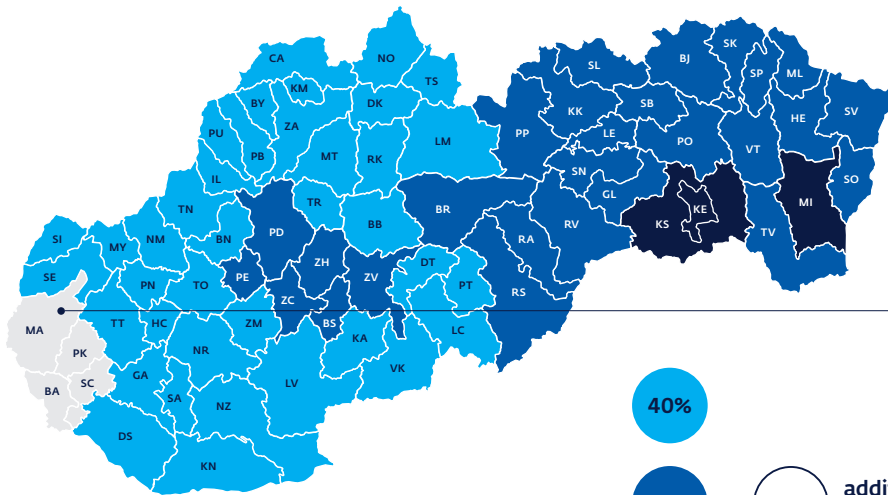 CA
NO
TS
KM
BY
DK
PU
ZA
LM
PB
MT
RK
IL
SL
BJ
SK
SP
ML
PP
KK
SB
HE
SV
LE
PO
VT
SN
GL
SO
KS
KE
MI
TV
TN
TR
BB
BR
RV
RA
RS
SI
MY
NM
BN
PD
ZH
ZV
DT
PT
SE
PN
TO
PE
ZC
BS
MA
TT
HC
ZM
KA
LC
PK
NR
VK
BA
SC
GA
SA
NZ
LV
DS
KN
40%
addi